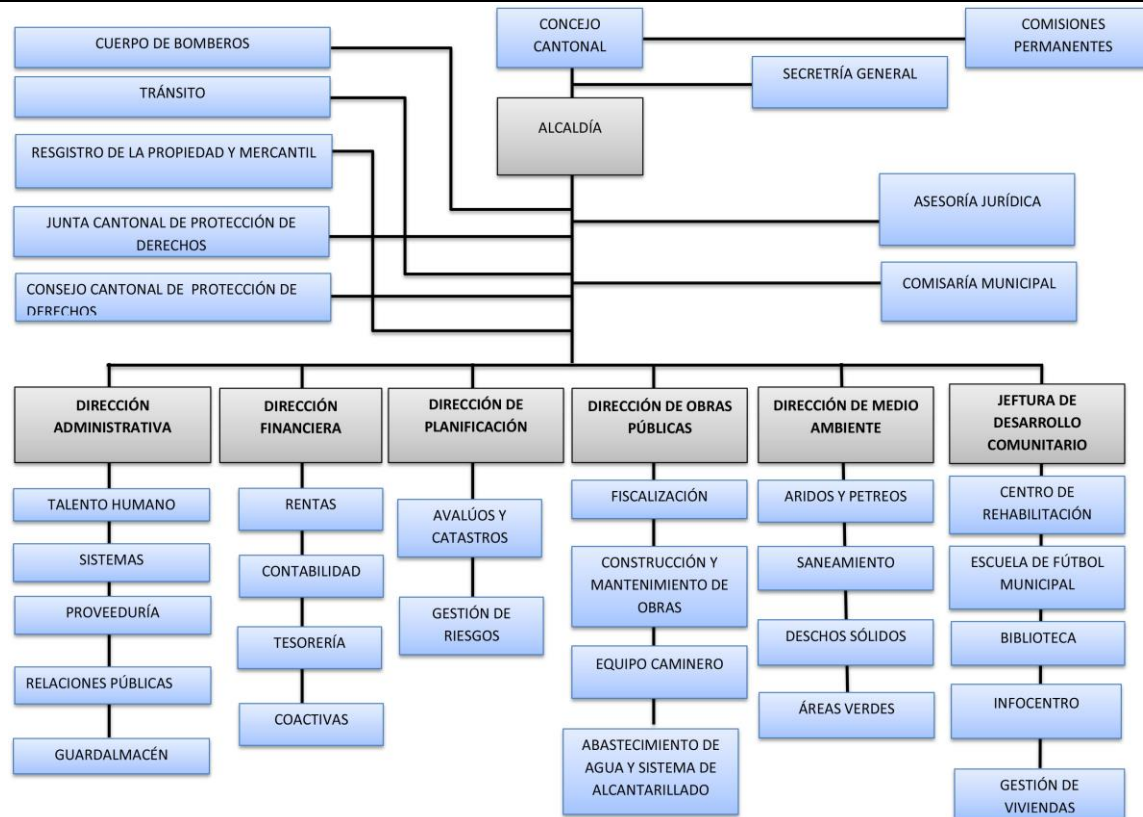 CONCEJO
CANTONAL
COMISIONES
PERMANENTES
CUERPO DE BOMBEROS
SECRETRÍA GENERAL
TRÁNSITO
ALCALDÍA
RESGISTRO DE LA PROPIEDAD Y MERCANTIL
ASESORÍA JURÍDICA
JUNTA CANTONAL DE PROTECCIÓN DE
DERECHOS
CONSEJO CANTONAL DE PROTECCIÓN DE
DERECHOS
COMISARÍA MUNICIPAL
DIRECCIÓN
ADMINISTRATIVA
TALENTO HUMANO
SISTEMAS
PROVEEDURÍA
RELACIONES PÚBLICAS
GUARDALMACÉN
DIRECCIÓN
FINANCIERA
RENTAS
CONTABILIDAD
TESORERÍA
COACTIVAS
DIRECCIÓN DE
PLANIFICACIÓN
AVALÚOS Y
CATASTROS
GESTIÓN DE
RIESGOS
DIRECCIÓN DE OBRAS
PÚBLICAS
FISCALIZACIÓN
CONSTRUCCIÓN Y
MANTENIMIENTO DE
OBRAS
EQUIPO CAMINERO
ABASTECIMIENTO DE
AGUA Y SISTEMA DE
ALCANTARILLADO
DIRECCIÓN DE MEDIO
AMBIENTE
ARIDOS Y PETREOS
SANEAMIENTO
DESCHOS SÓLIDOS
ÁREAS VERDES
JEFTURA DE
DESARROLLO
COMUNITARIO
CENTRO DE
REHABILITACIÓN
ESCUELA DE FÚTBOL
MUNICIPAL
BIBLIOTECA
INFOCENTRO
GESTIÓN DE
VIVIENDAS